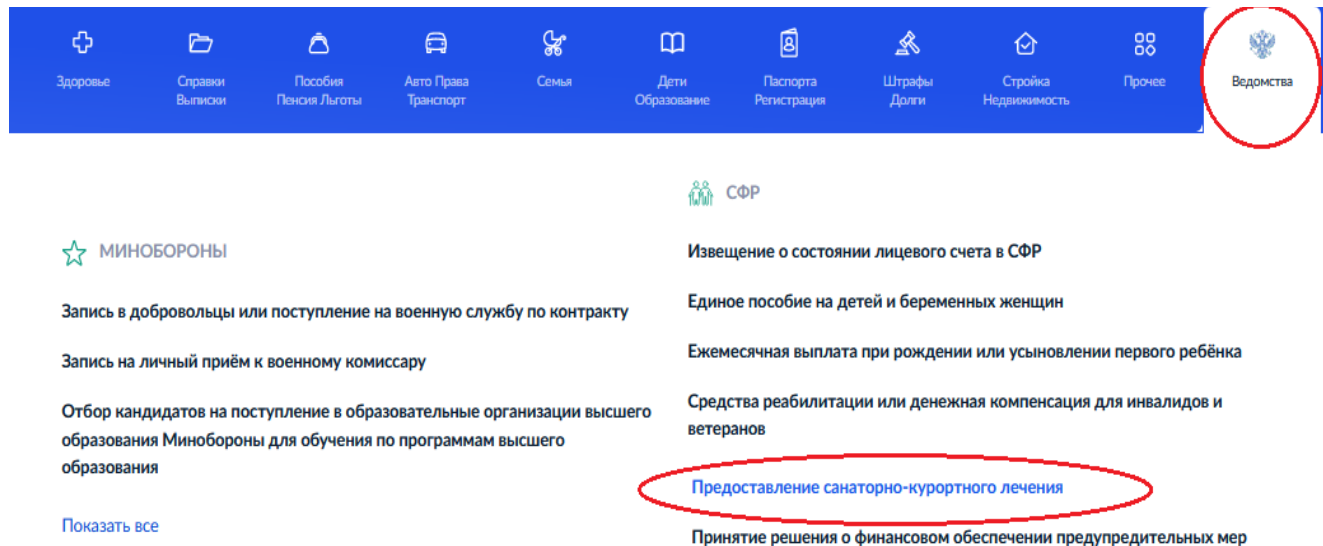 Здоровье
Справки
Выписки
Пособия
Пенсия Льготы
Авто Права
Транспорт
Семья
Дети
Образование
Паспорта
Регистрация
Штрафы
Долги
Стройка
Недвижимость
Прочее
Ведомства
МИНОБОРОНЫ
Запись в добровольцы или поступление на военную службу по контракту
Запись на личный приём к военному комиссару
Отбор кандидатов на поступление в образовательные организации высшего
образования Минобороны для обучения по программам высшего
образования
Показать все
СФР
Извещение о состоянии лицевого счета в СФР
Единое пособие на детей и беременных женщин
Ежемесячная выплата при рождении или усыновлении первого ребёнка
Средства реабилитации или денежная компенсация для инвалидов и
ветеранов
Предоставление санаторно-курортного лечения
Принятие решения о финансовом обеспечении предупредительных мер